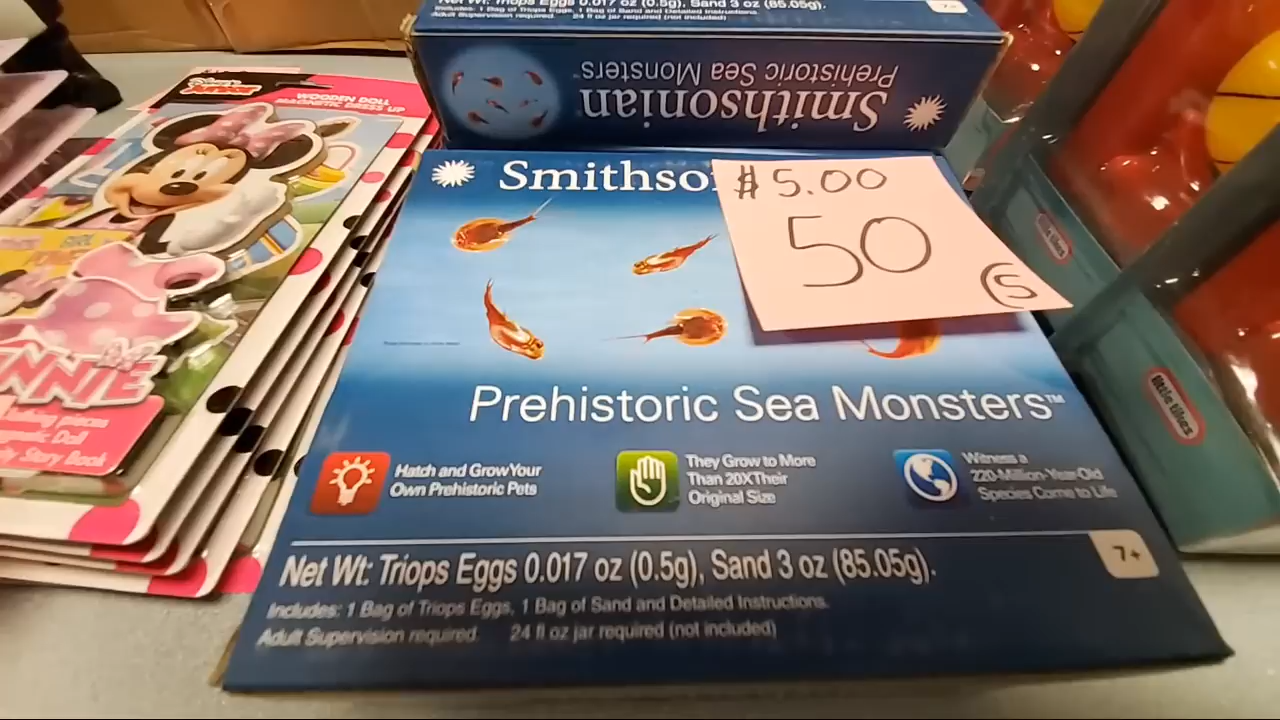 Net Wt: Triops Eggs 0.017 oz (0.5g), Sand 3 oz (85.05g).
Includes: 1 Bag of Triops Eggs, 1 Bag of Sand and Detailed Instructions.
Adult Supervision required. 24 fl oz jar required (not included)
7+
Prehistoric Sea Monsters
Smithsonian
Junior
WOODEN DOLL
MAGNETIC DRESS UP
Smithso
$5.00
50
(5)
Prehistoric Sea Monsters™
Hatch and Grow Your
Own Prehistoric Pets
They Grow to More
Than 20X Their
Original Size
Witness a
220-Million-Year-Old
Species Come to Life
Net Wt: Triops Eggs 0.017 oz (0.5g), Sand 3 oz (85.05g).
7+
Includes: 1 Bag of Triops Eggs, 1 Bag of Sand and Detailed Instructions.
Adult Supervision required. 24 fl oz jar required (not included)
NNIE
pieces
Doll
Story Book
little tikes
little tikes